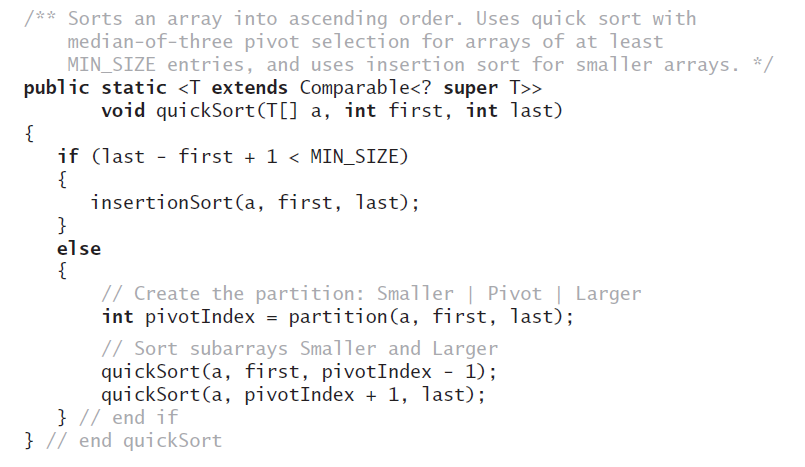 /** Sorts an array into ascending order. Uses quick sort with
median-of-three pivot selection for arrays of at least
MIN_SIZE entries, and uses insertion sort for smaller arrays. */
public static <T extends Comparable<? super T>>
void quickSort(T[] a, int first, int last)
{
if (last - first + 1 < MIN_SIZE)
{
insertionSort(a, first, last);
}
else
{
// Create the partition: Smaller | Pivot | Larger
int pivotIndex = partition(a, first, last);
// Sort subarrays Smaller and Larger
quickSort(a, first, pivotIndex - 1);
quickSort(a, pivotIndex + 1, last);
} // end if
} // end quickSort